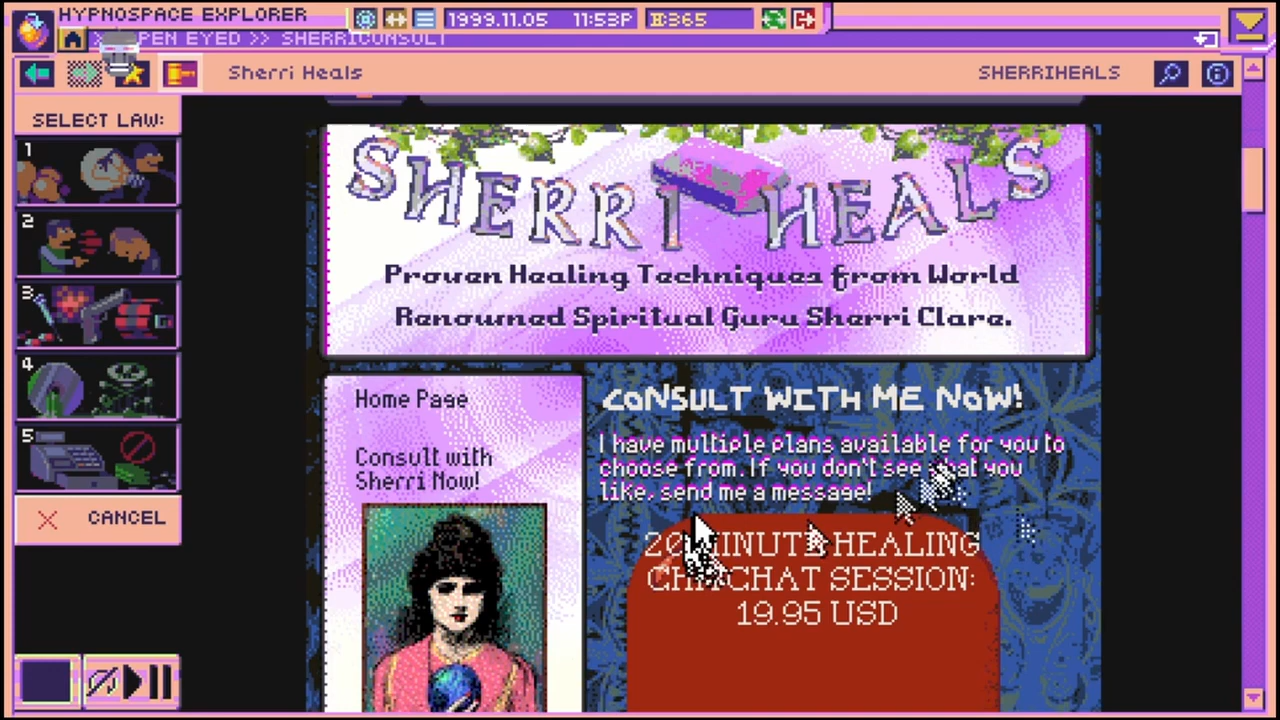 HYPNOSPACE EXPLORER
1999.11.05 11:53P
365
PEN EYED >> SHERRICONSULT
Sherri Heals
SHERRIHEALS
SELECT LAW:
1
2
3
4
5
CANCEL
SHERRI HEALS
Proven Healing Techniques from World
Renowned Spiritual Guru Sherri Clare.
Home Page
Consult with
Sherri Now!
CONSULT WITH ME NOW!
I have multiple plans available for you to
choose from. If you don't see what you
like, send me a message!
20 MINUTE HEALING
CHITCHAT SESSION:
19.95 USD